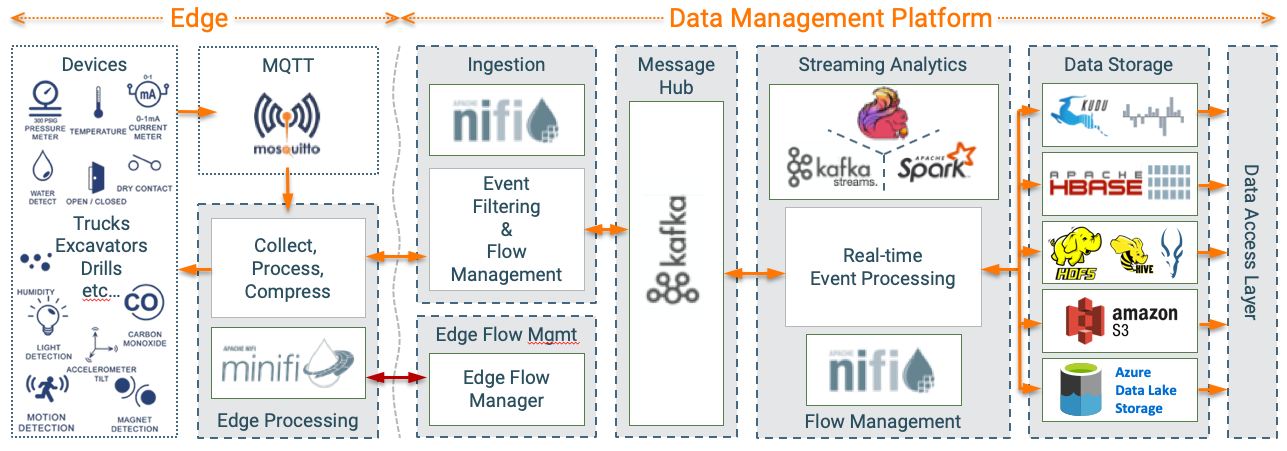 Edge
Data Management Platform
Devices
0-1
mA
300 PSIG
PRESSURE
METER
TEMPERATURE
0-1mA
CURRENT
METER
WATER
DETECT
OPEN / CLOSED
DRY CONTACT
Trucks
Excavators
Drills
etc...
HUMIDITY
CO
LIGHT
DETECTION
CARBON
MONOXIDE
ACCELEROMETER
TILT
MOTION
DETECTION
MAGNET
DETECTION
MQTT
mosquitto
Collect,
Process,
Compress
APACHE NIFI
minifi
Edge Processing
Ingestion
APACHE
nifi
Event
Filtering
&
Flow
Management
Edge Flow Mgmt
Edge Flow
Manager
Message
Hub
kafka
Streaming Analytics
kafka
streams.
APACHE
Spark
Real-time
Event Processing
APACHE
nifi
Flow Management
Data Storage
KUDU
APACHE
HBASE
HDFS
HIVE
amazon
S3
Azure
Data Lake
Storage
Data Access Layer